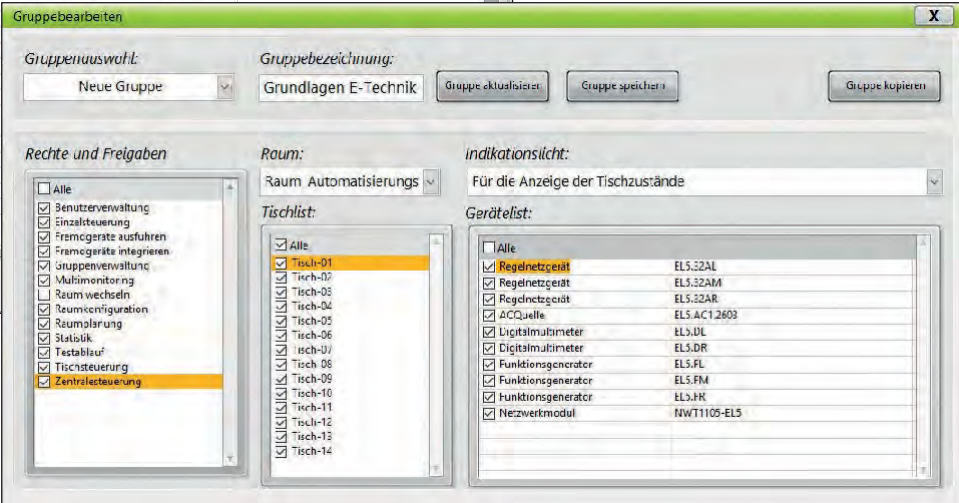 Gruppebearbeiten
X
Gruppenauswahl:
Gruppebezeichnung:
Neue Gruppe
Grundlagen E-Technik
Gruppe aktualisieren
Gruppe speichern
Gruppe kopieren
Rechte und Freigaben
Alle
Benutzerverwaltung
Einzelsteuerung
Fremdgeräte ausführen
Fremdgeräte integrieren
Gruppenverwaltung
Multimonitoring
Raum wechseln
Raumkonfiguration
Raumplanung
Statistik
Testablauf
Tischsteuerung
Zentralesteuerung
Raum:
Raum Automatisierungs
Tischlist:
Alle
Tisch-01
Tisch-02
Tisch-03
Tisch-04
Tisch-05
Tisch-06
Tisch-07
Tisch-08
Tisch-09
Tisch-10
Tisch-11
Tisch-12
Tisch-13
Tisch-14
Indikationslicht:
Für die Anzeige der Tischzustände
Gerätelist:
Alle
Regelnetzgerät EL5.32AL
Regelnetzgerät EL5.32AM
Regelnetzgerät EL5.32AR
ACQuelle EL5.AC1.2603
Digitalmultimeter EL5.DL
Digitalmultimeter EL5.DR
Funktionsgenerator EL5.FL
Funktionsgenerator EL5.FM
Funktionsgenerator EL5.FR
Netzwerkmodul NWT1105-EL5